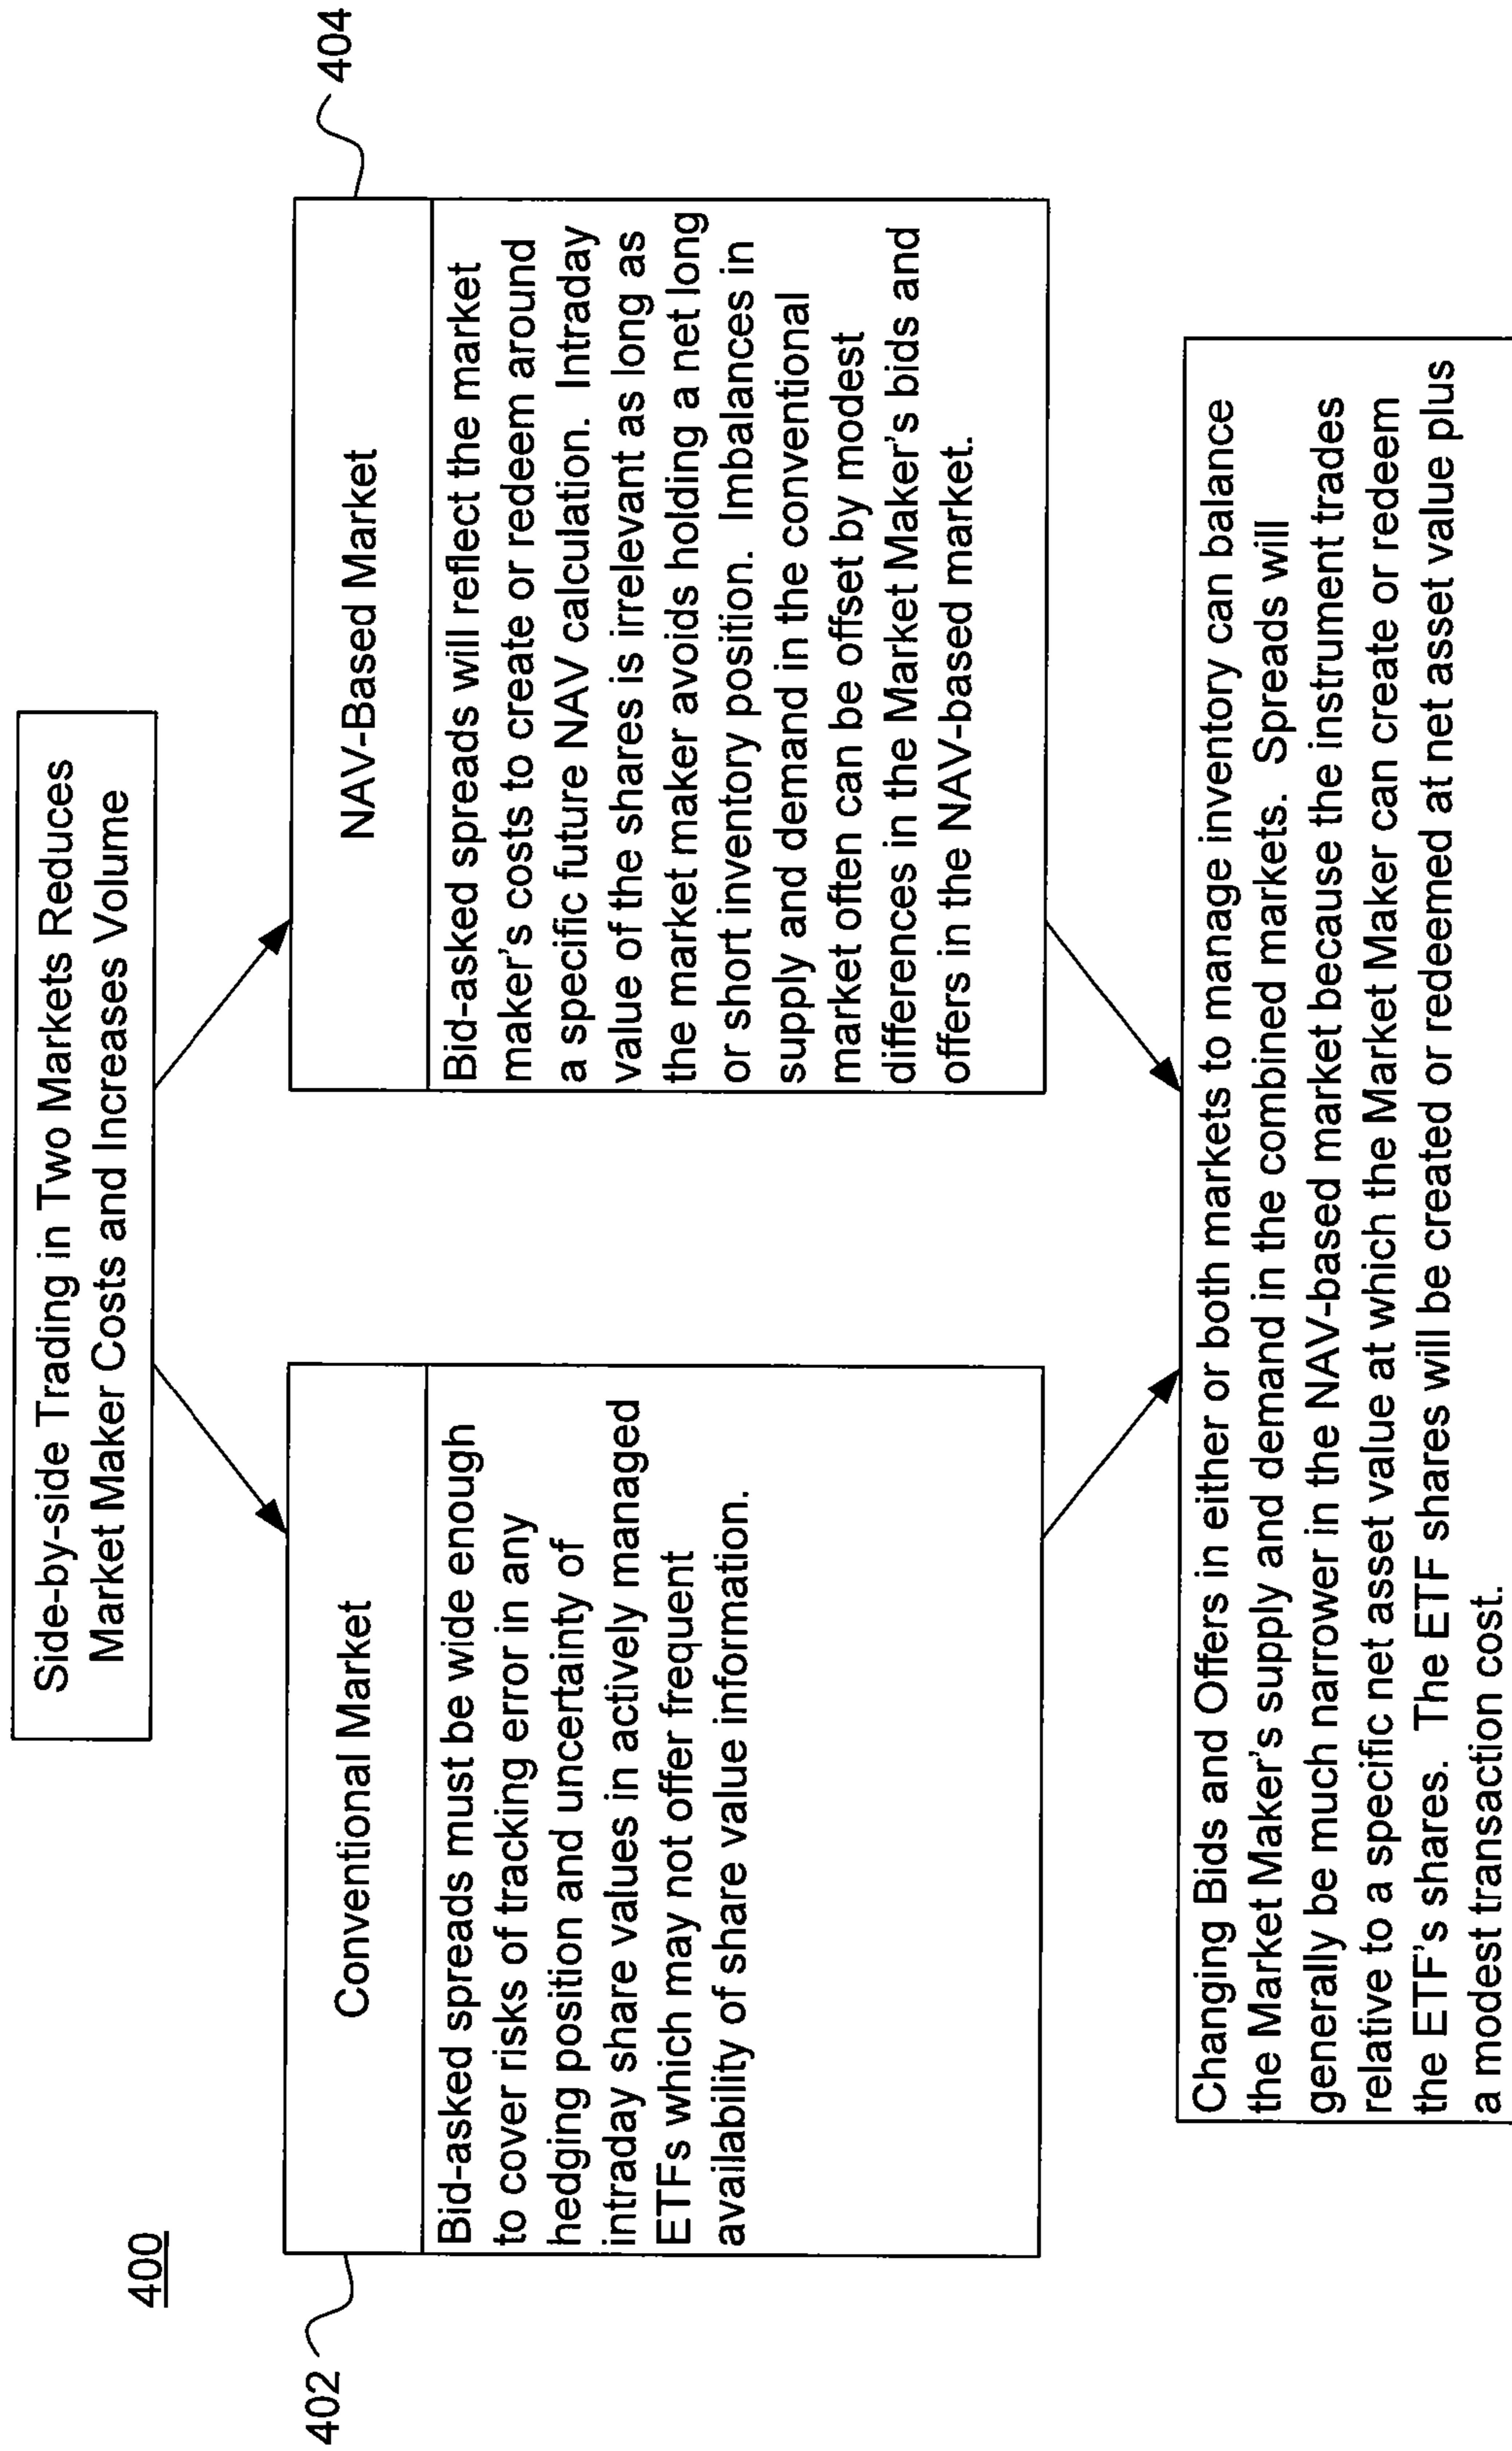 400
Side-by-side Trading in Two Markets Reduces
Market Maker Costs and Increases Volume
402
Conventional Market
Bid-asked spreads must be wide enough
to cover risks of tracking error in any
hedging position and uncertainty of
intraday share values in actively managed
ETFs which may not offer frequent
availability of share value information.
404
NAV-Based Market
Bid-asked spreads will reflect the market
maker's costs to create or redeem around
a specific future NAV calculation. Intraday
value of the shares is irrelevant as long as
the market maker avoids holding a net long
or short inventory position. Imbalances in
supply and demand in the conventional
market often can be offset by modest
differences in the Market Maker's bids and
offers in the NAV-based market.
Changing Bids and Offers in either or both markets to manage inventory can balance
the Market Maker's supply and demand in the combined markets. Spreads will
generally be much narrower in the NAV-based market because the instrument trades
relative to a specific net asset value at which the Market Maker can create or redeem
the ETF's shares. The ETF shares will be created or redeemed at net asset value plus
a modest transaction cost.